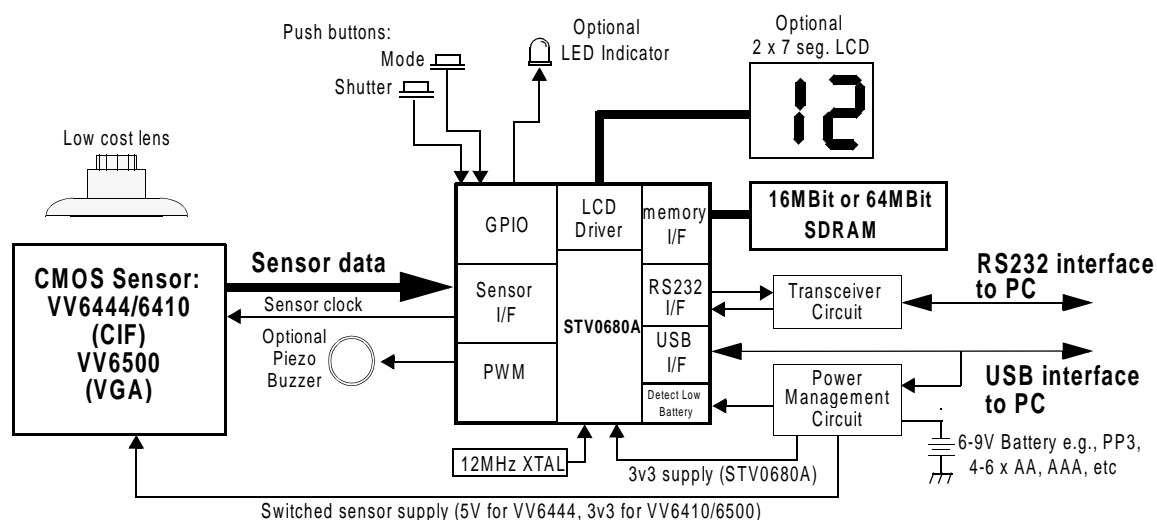 Push buttons:
Mode
Shutter
Optional
LED Indicator
Optional
2 x 7 seg. LCD
12
Low cost lens
GPIO
LCD
Driver
memory
I/F
16MBit or 64MBit
SDRAM
CMOS Sensor:
VV6444/6410
(CIF)
VV6500
(VGA)
Sensor data
Sensor clock
Optional
Piezo
Buzzer
Sensor
I/F
STV0680A
RS232
I/F
Transceiver
Circuit
RS232 interface
to PC
PWM
USB
I/F
Detect Low
Battery
Power
Management
Circuit
USB interface
to PC
12MHz XTAL
3v3 supply (STV0680A)
6-9V Battery e.g., PP3,
4-6 x AA, AAA, etc
Switched sensor supply (5V for VV6444, 3v3 for VV6410/6500)